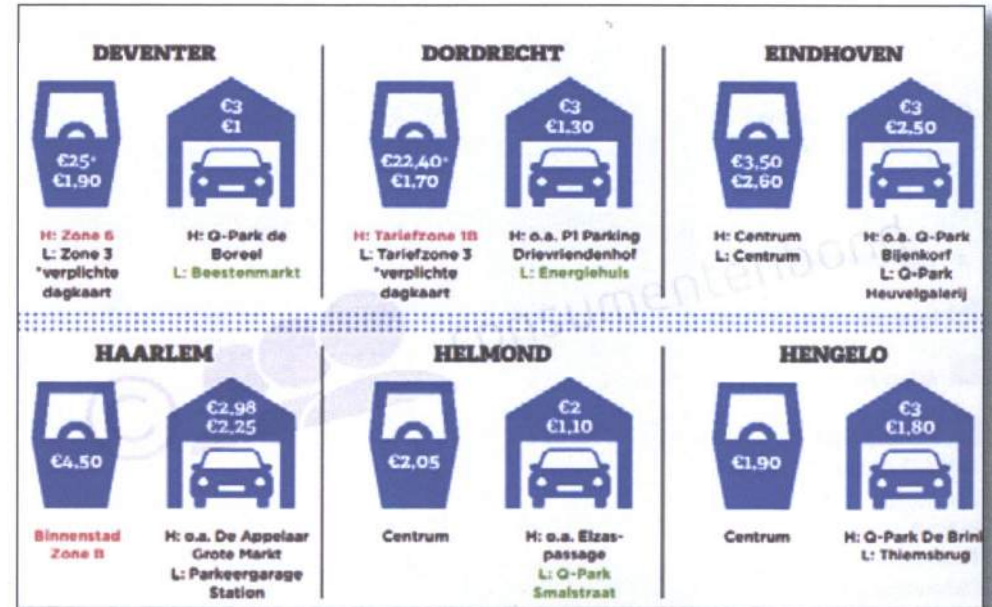 DEVENTER
€25*
€1,90
€3
€1
H: Zone 6
L: Zone 3
*verplichte
dagkaart
H: Q-Park de
Boreel
L: Beestenmarkt
DORDRECHT
€22,40*
€1,70
€3
€1,30
H: Tariefzone 1B
L: Tariefzone 3
*verplichte
dagkaart
H: o.a. P1 Parking
Drievriendenhof
L: Energiehuis
EINDHOVEN
€3,50
€2,60
€3
€2,50
H: Centrum
L: Centrum
H: o.a. Q-Park
Bijenkorf
L: Q-Park
Heuvelgalerij
HAARLEM
€4,50
€2,98
€2,25
Binnenstad
Zone B
H: o.a. De Appelaar
Grote Markt
L: Parkeergarage
Station
HELMOND
€2,05
€2
€1,10
Centrum
H: o.a. Elzas-
passage
L: Q-Park
Smalstraat
HENGELO
€1,90
€3
€1,80
Centrum
H: Q-Park De Brink
L: Thiemsbrug
© consumentenbond